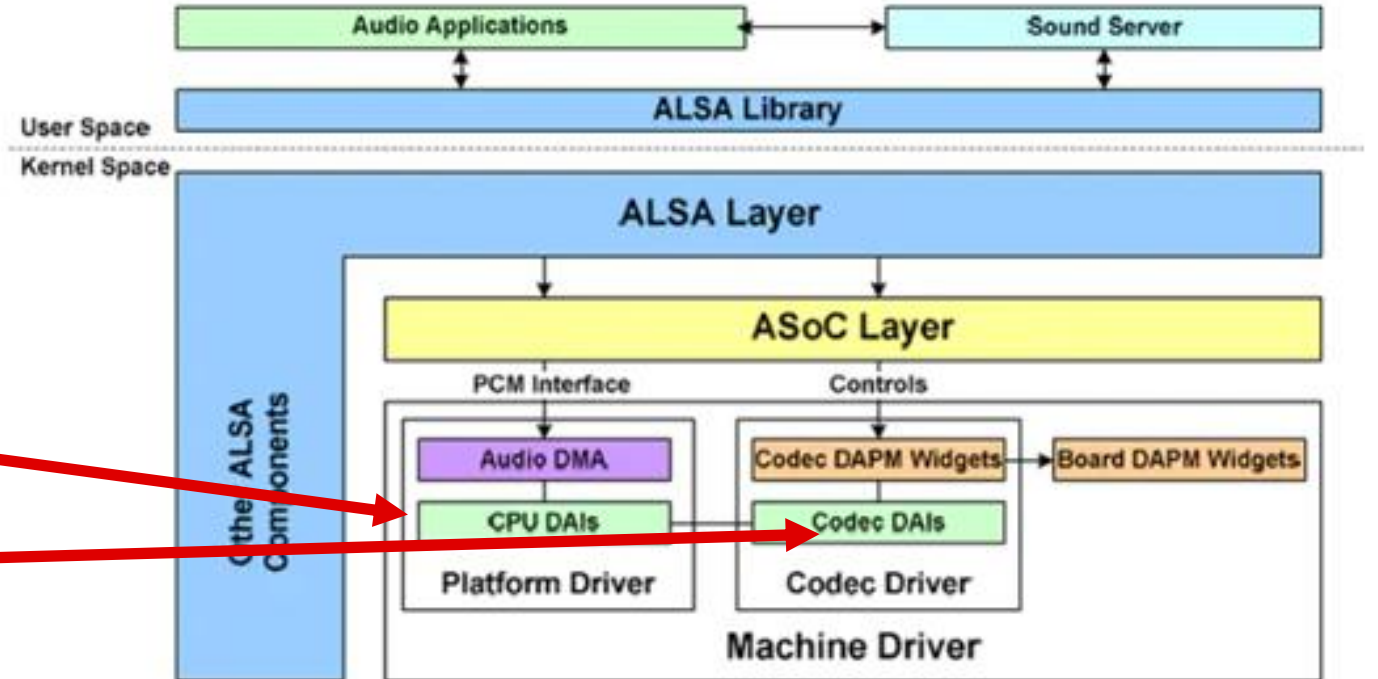 Audio Applications
Sound Server
ALSA Library
User Space
Kernel Space
ALSA Layer
ASoC Layer
PCM Interface
Controls
Other ALSA
Components
Audio DMA
Codec DAPM Widgets
Board DAPM Widgets
CPU DAIs
Codec DAIs
Platform Driver
Codec Driver
Machine Driver